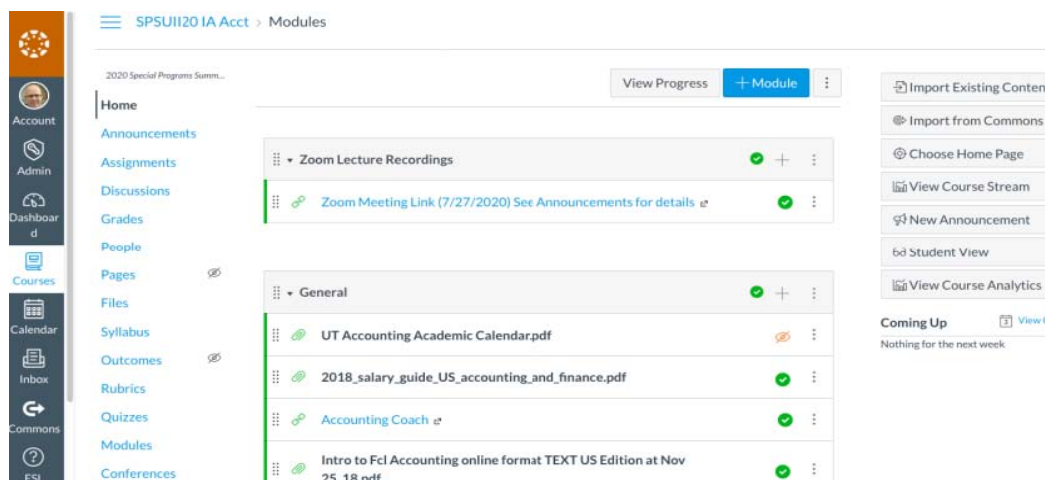 SPSUII20 IA Acct > Modules
Account
Admin
Dashboar
d
Courses
Calendar
Inbox
Commons
2020 Special Programs Summ...
Home
Announcements
Assignments
Discussions
Grades
People
Pages
Files
Syllabus
Outcomes
Rubrics
Quizzes
Modules
Conferences
View Progress
+ Module
Zoom Lecture Recordings
Zoom Meeting Link (7/27/2020) See Announcements for details
General
UT Accounting Academic Calendar.pdf
2018_salary_guide_US_accounting_and_finance.pdf
Accounting Coach
Intro to Fcl Accounting online format TEXT US Edition at Nov
25_18.pdf
Import Existing Conten
Import from Commons
Choose Home Page
View Course Stream
New Announcement
Student View
View Course Analytics
Coming Up
View
Nothing for the next week